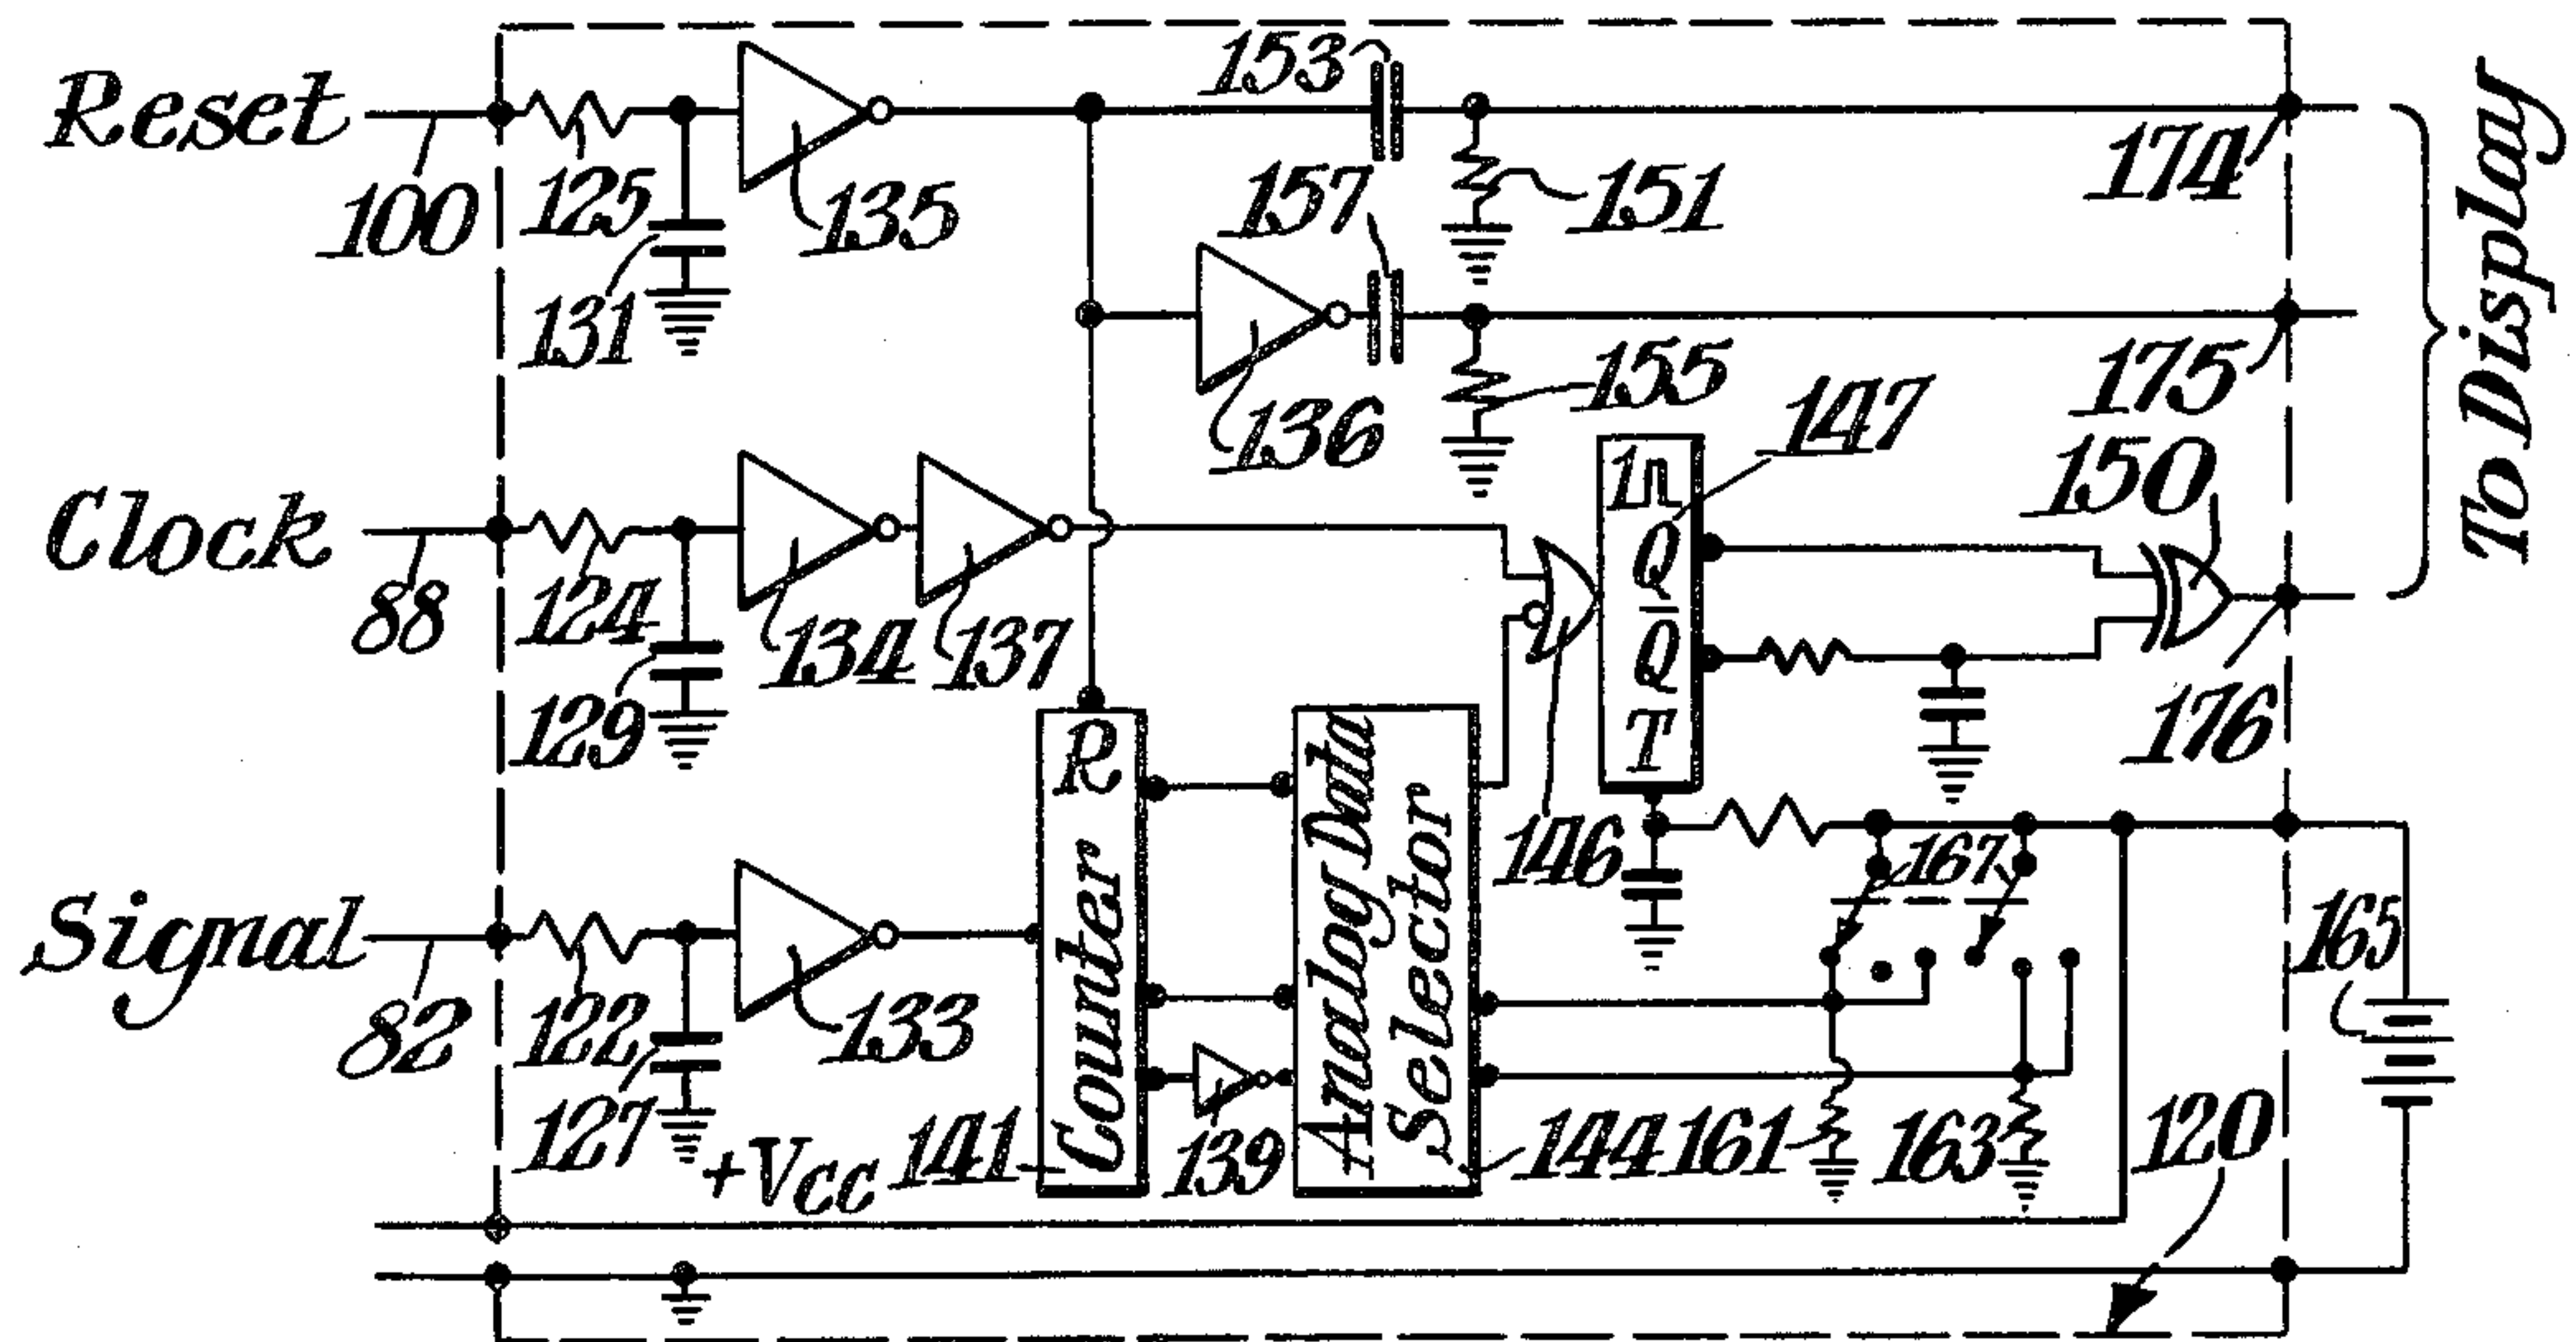 Reset
100
125
131
135
153
151
157
136
155
174
175
To Display
Clock
88
124
129
134
137
147
1
Q
Q̅
T
150
176
146
Signal
82
122
127
133
R
Counter
141
139
Analog Data
Selector
144
161
163
167
165
+Vcc
120